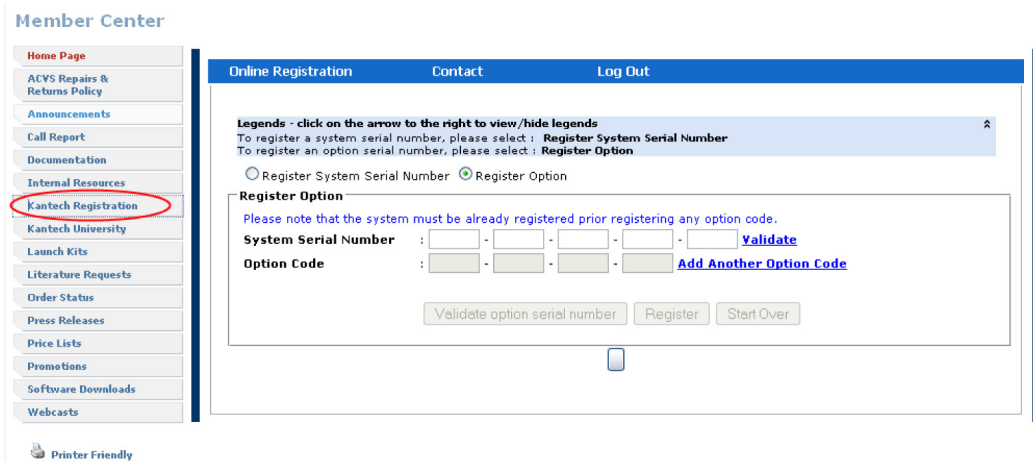 Member Center
Home Page
ACVS Repairs &
Returns Policy
Announcements
Call Report
Documentation
Internal Resources
Kantech Registration
Kantech University
Launch Kits
Literature Requests
Order Status
Press Releases
Price Lists
Promotions
Software Downloads
Webcasts
Printer Friendly
Online Registration Contact Log Out
Legends - click on the arrow to the right to view/hide legends
To register a system serial number, please select : Register System Serial Number
To register an option serial number, please select : Register Option
Register System Serial Number Register Option
Register Option
Please note that the system must be already registered prior registering any option code.
System Serial Number : - - - - Validate
Option Code : - - - Add Another Option Code
Validate option serial number Register Start Over